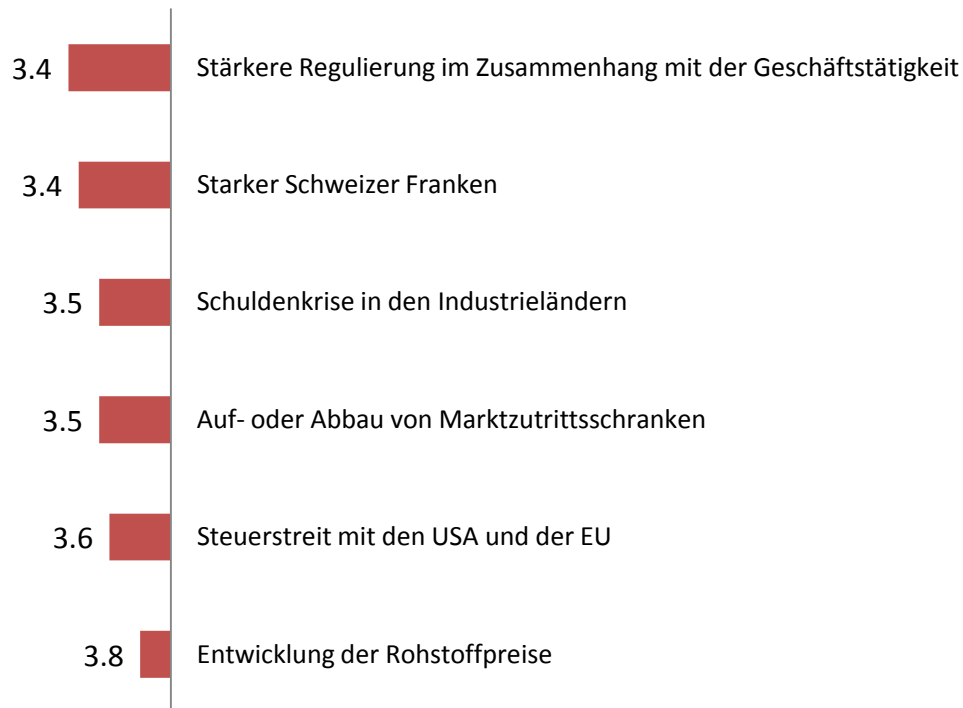 3.4 Stärkere Regulierung im Zusammenhang mit der Geschäftstätigkeit
3.4 Starker Schweizer Franken
3.5 Schuldenkrise in den Industrieländern
3.5 Auf- oder Abbau von Marktzutrittsschranken
3.6 Steuerstreit mit den USA und der EU
3.8 Entwicklung der Rohstoffpreise